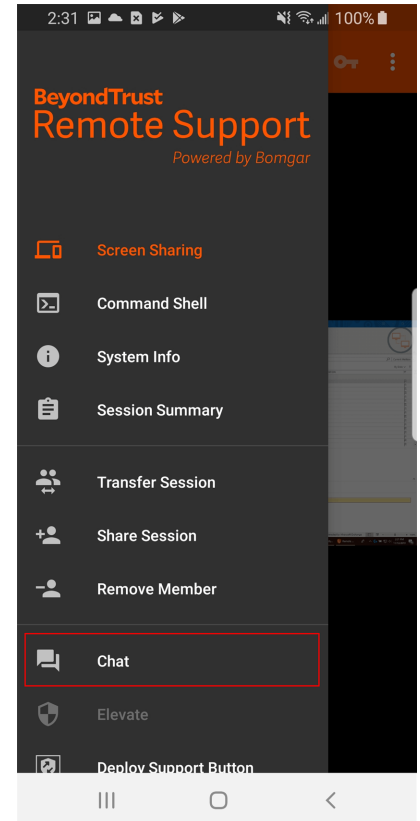 2:31
100%
BeyondTrust
Remote Support
Powered by Bomgar
Screen Sharing
Command Shell
System Info
Session Summary
Transfer Session
Share Session
Remove Member
Chat
Elevate
Deploy Support Button